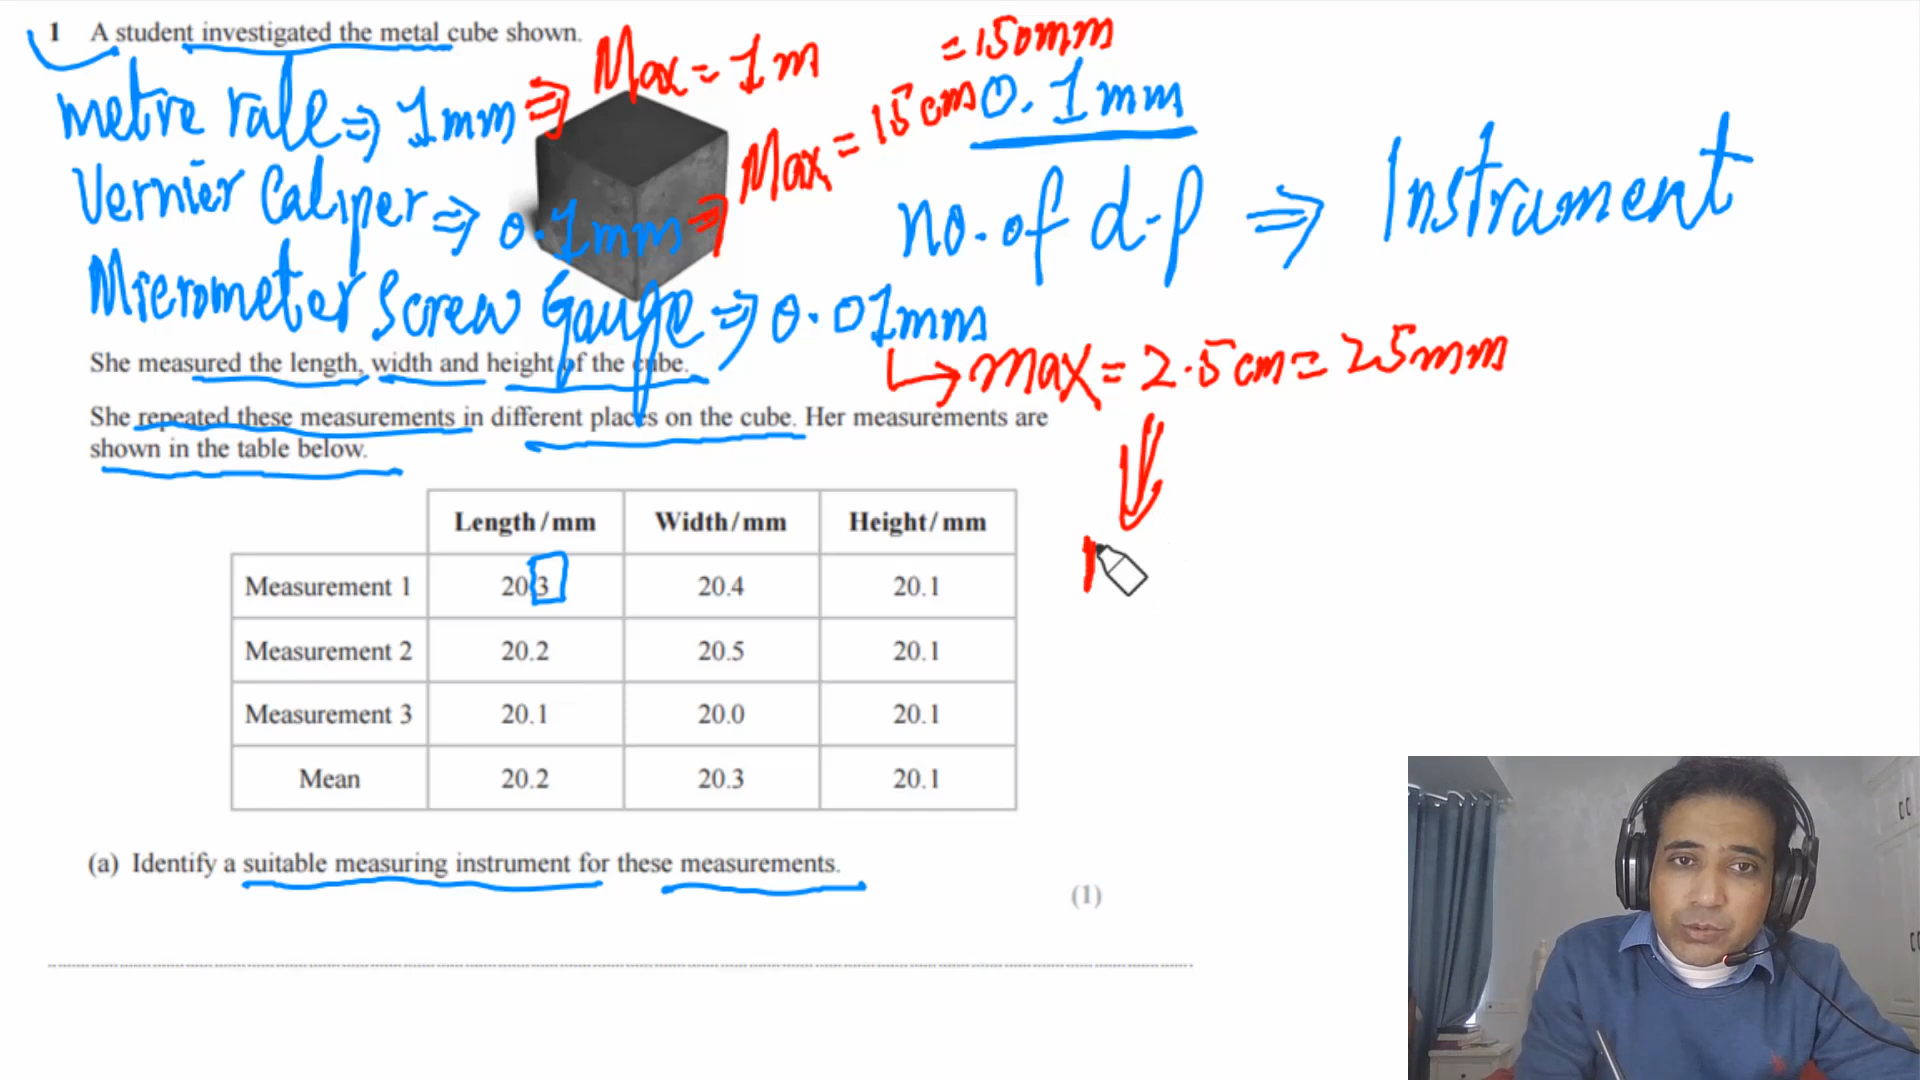 1 A student investigated the metal cube shown.
Max = 1m
= 150mm
metre rule ⇒ 1mm ⇒
Max = 15cm
0.1mm
Vernier Caliper ⇒ 0.1mm ⇒
no. of d.p ⇒ Instrument
Micrometer Screw Gauge ⇒ 0.01mm
↳ max = 2.5cm = 25mm
She measured the length, width and height of the cube.
She repeated these measurements in different places on the cube. Her measurements are
shown in the table below.
Length/mm Width/mm Height/mm
Measurement 1 20.3 20.4 20.1
Measurement 2 20.2 20.5 20.1
Measurement 3 20.1 20.0 20.1
Mean 20.2 20.3 20.1
(a) Identify a suitable measuring instrument for these measurements.
(1)